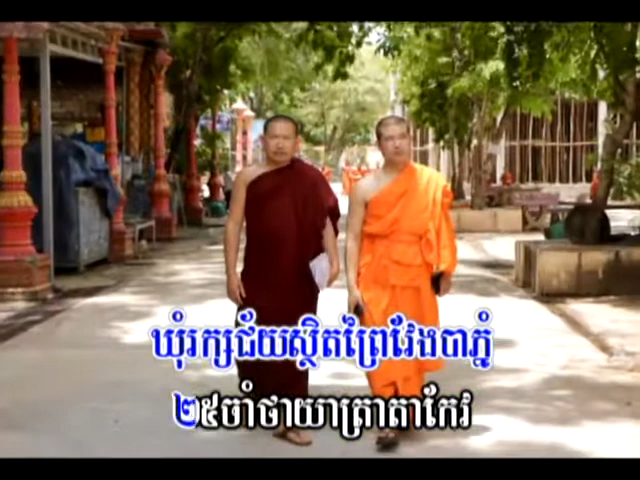 ឃុំរក្សជ័យស្ថិតព្រៃវែងបាភ្នំ
២៥ចាំថាយាត្រាតាកែវ